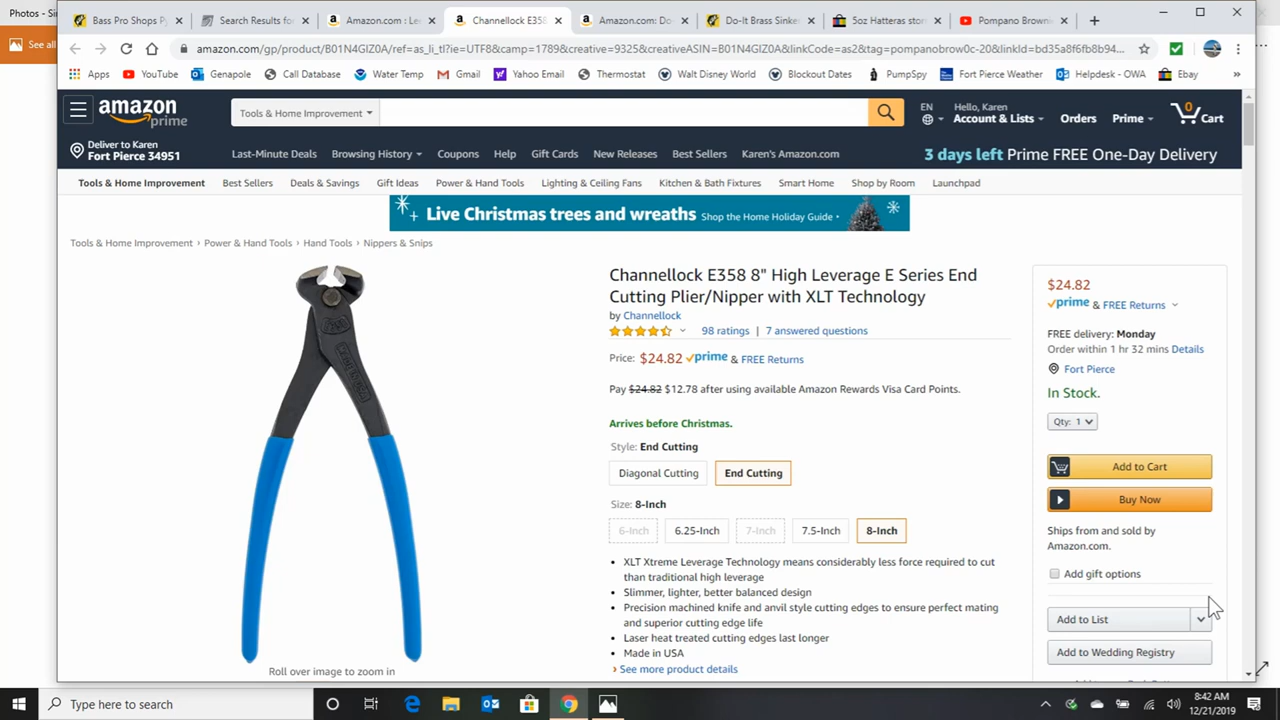 Photos - Si
See all
Bass Pro Shops P
Search Results for
Amazon.com : Le
Channellock E358
Amazon.com: Do
Do-It Brass Sinke
5oz Hatteras stor
Pompano Browni
amazon.com/gp/product/B01N4GIZ0A/ref=as_li_tl?ie=UTF8&camp=1789&creative=9325&creativeASIN=B01N4GIZ0A&linkCode=as2&tag=pompanobrow0c-20&linkId=bd35a8f6fb8b94...
Apps
YouTube
Genapole
Call Database
Water Temp
Gmail
Yahoo Email
Thermostat
Walt Disney World
Blockout Dates
PumpSpy
Fort Pierce Weather
Helpdesk - OWA
Ebay
amazon prime
Tools & Home Improvement
EN
Hello, Karen
Account & Lists
Orders
Prime
0
Cart
Deliver to Karen
Fort Pierce 34951
Last-Minute Deals
Browsing History
Coupons
Help
Gift Cards
New Releases
Best Sellers
Karen's Amazon.com
3 days left Prime FREE One-Day Delivery
Tools & Home Improvement
Best Sellers
Deals & Savings
Gift Ideas
Power & Hand Tools
Lighting & Ceiling Fans
Kitchen & Bath Fixtures
Smart Home
Shop by Room
Launchpad
Live Christmas trees and wreaths Shop the Home Holiday Guide
Tools & Home Improvement › Power & Hand Tools › Hand Tools › Nippers & Snips
Channellock E358 8" High Leverage E Series End
Cutting Plier/Nipper with XLT Technology
by Channellock
98 ratings | 7 answered questions
Price: $24.82 prime & FREE Returns
Pay $24.82 $12.78 after using available Amazon Rewards Visa Card Points.
Arrives before Christmas.
Style: End Cutting
Diagonal Cutting
End Cutting
Size: 8-Inch
6-Inch
6.25-Inch
7-Inch
7.5-Inch
8-Inch
• XLT Xtreme Leverage Technology means considerably less force required to cut
than traditional high leverage
• Slimmer, lighter, better balanced design
• Precision machined knife and anvil style cutting edges to ensure perfect mating
and superior cutting edge life
• Laser heat treated cutting edges last longer
• Made in USA
› See more product details
Roll over image to zoom in
$24.82
prime & FREE Returns
FREE delivery: Monday
Order within 1 hr 32 mins Details
Fort Pierce
In Stock.
Qty: 1
Add to Cart
Buy Now
Ships from and sold by
Amazon.com.
Add gift options
Add to List
Add to Wedding Registry
Type here to search
8:42 AM
12/21/2019